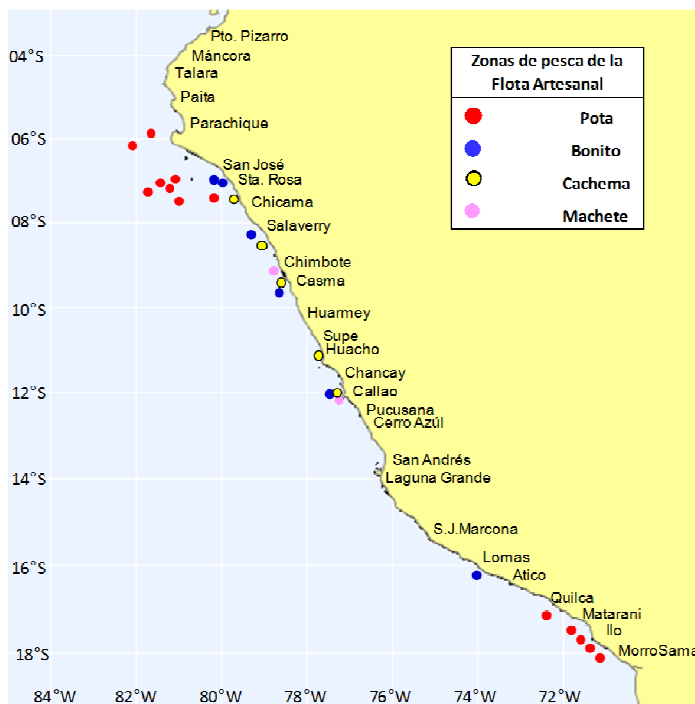 Pto. Pizarro
04°S
Máncora
Talara
Paita
Parachique
06°S
San José
Sta. Rosa
Chicama
08°S
Salaverry
Chimbote
Casma
10°S
Huarmey
Supe
Huacho
Chancay
12°S
Callao
Pucusana
Cerro Azúl
San Andrés
14°S
Laguna Grande
S.J.Marcona
Lomas
16°S
Atico
Quilca
Matarani
Ilo
18°S
MorroSama
84°W 82°W 80°W 78°W 76°W 74°W 72°W
Zonas de pesca de la
Flota Artesanal
Pota
Bonito
Cachema
Machete